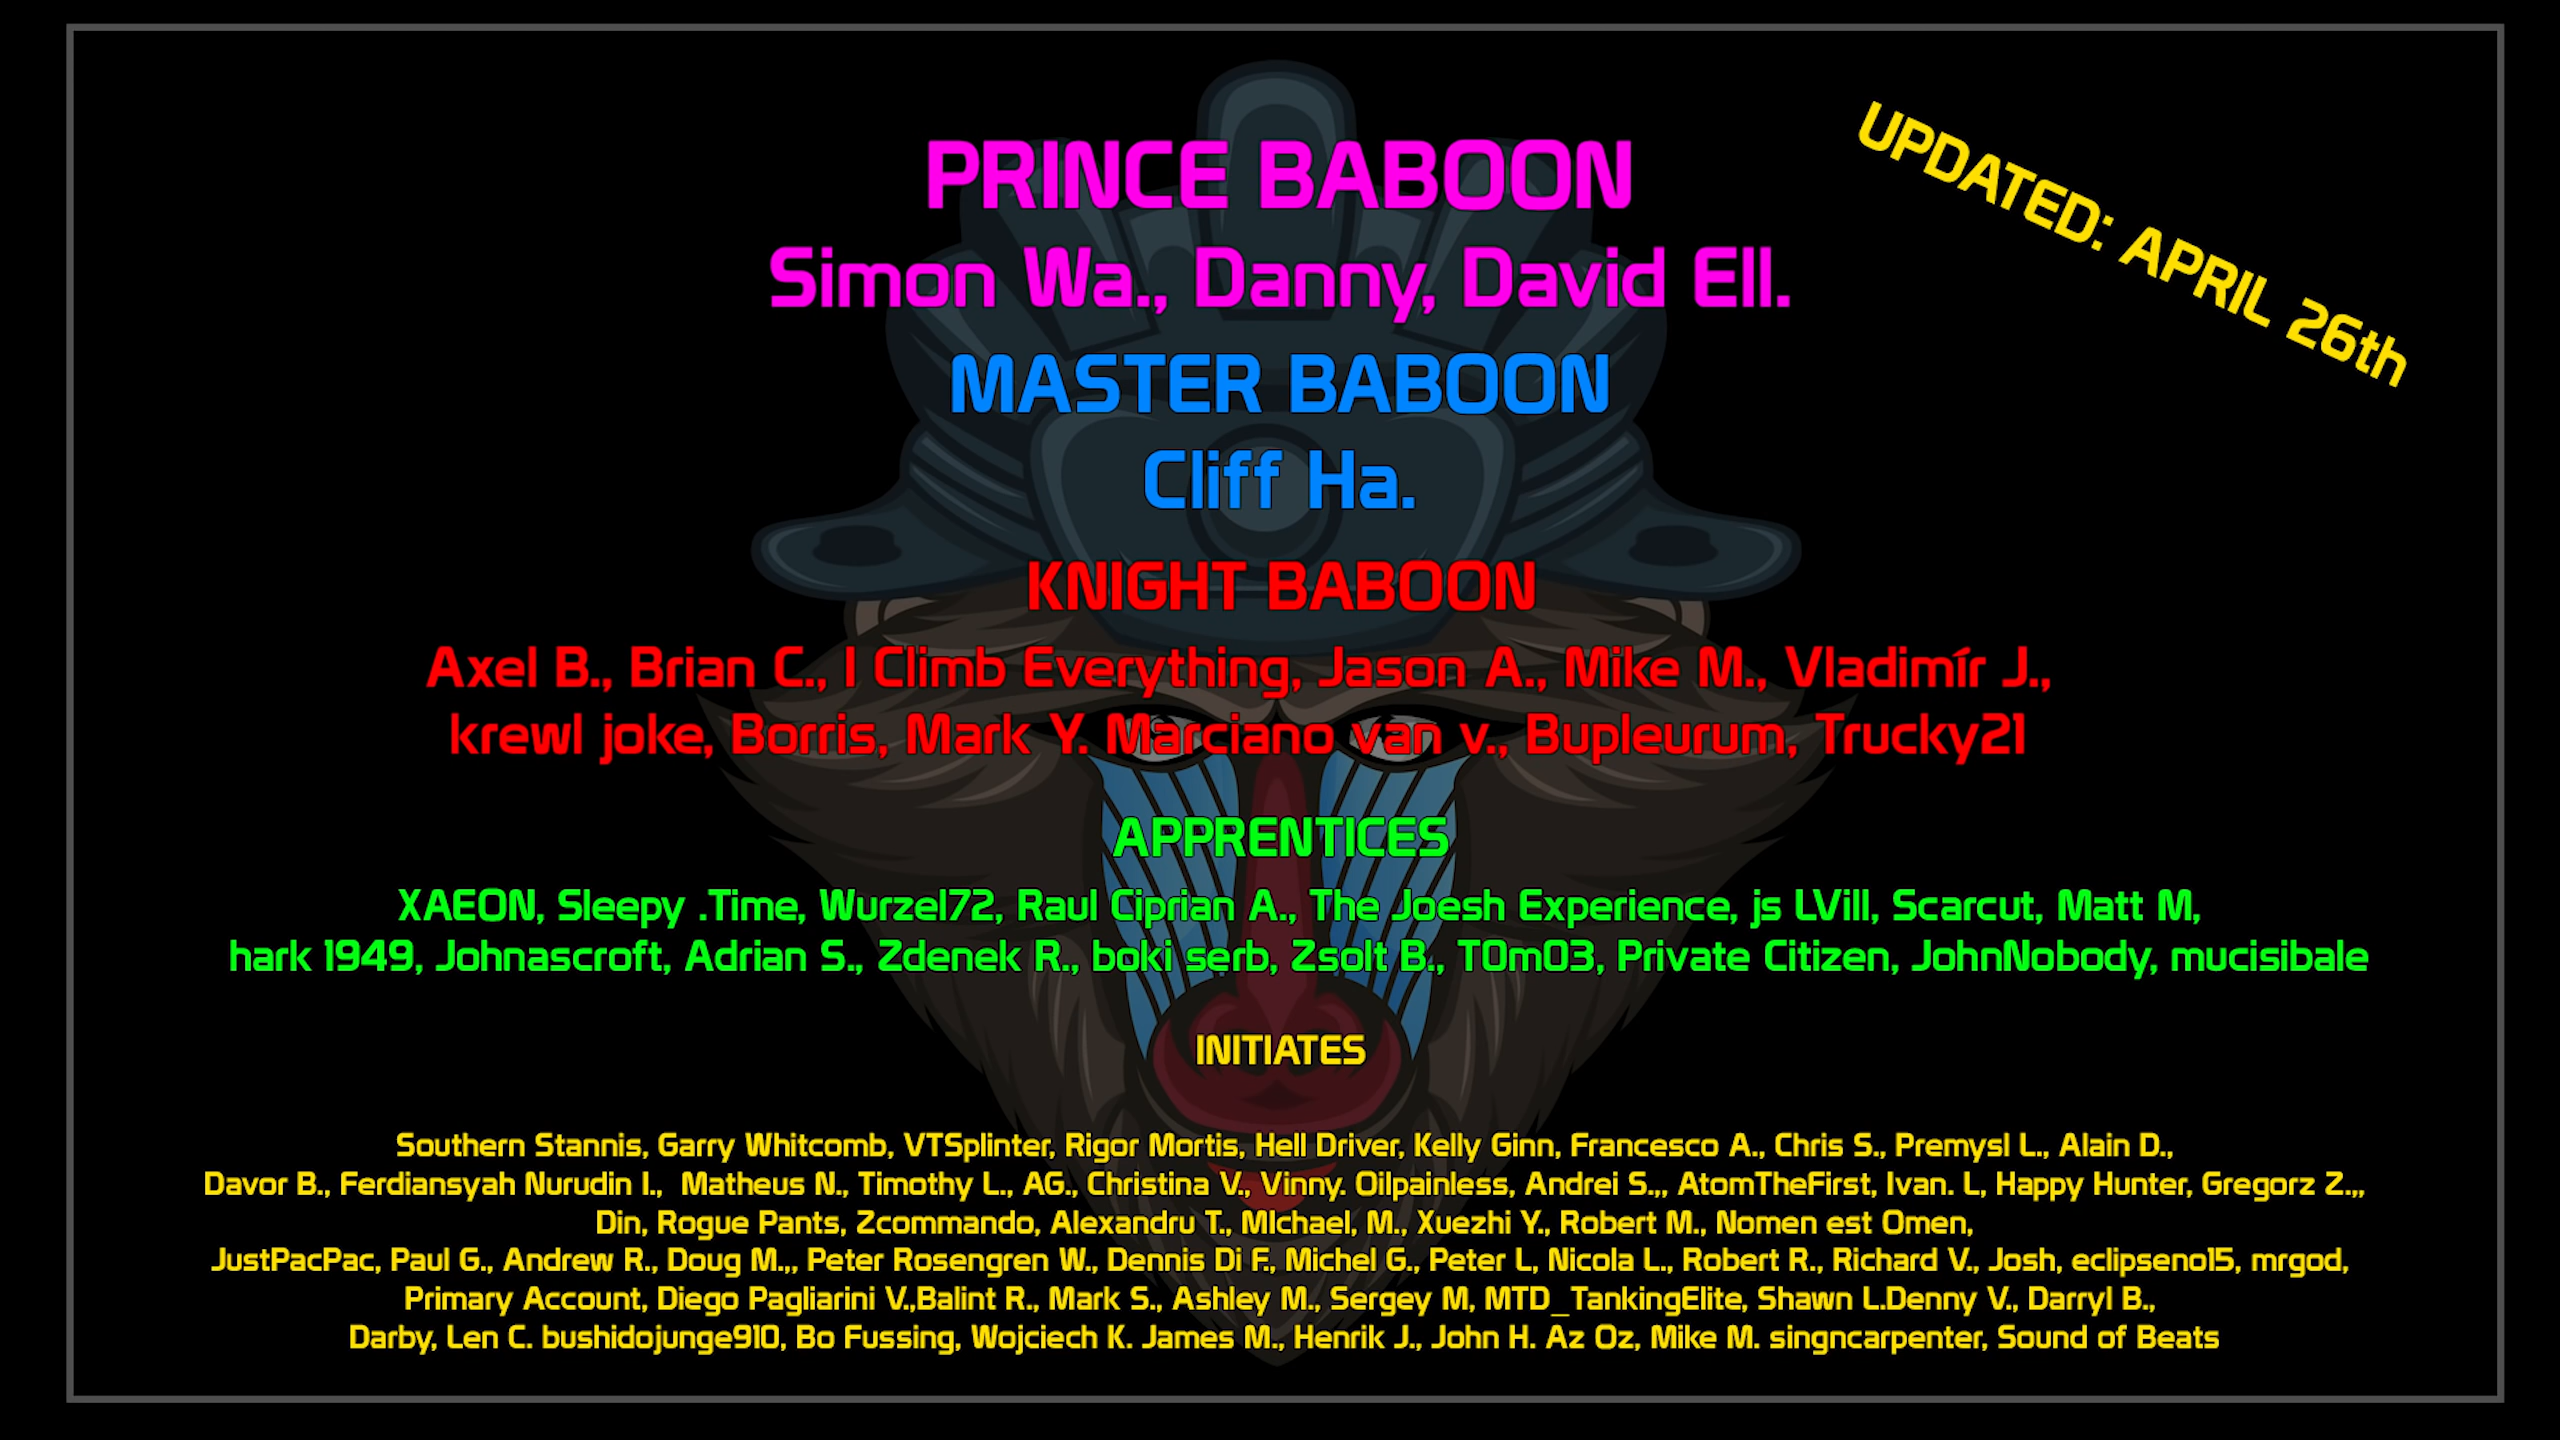 PRINCE BABOON
Simon Wa., Danny, David Ell.
UPDATED: APRIL 26th
MASTER BABOON
Cliff Ha.
KNIGHT BABOON
Axel B., Brian C., I Climb Everything, Jason A., Mike M., Vladimír J.,
krewl joke, Borris, Mark Y. Marciano van v., Bupleurum, Trucky21
APPRENTICES
XAEON, Sleepy .Time, Wurzel72, Raul Ciprian A., The Joesh Experience, js LVill, Scarcut, Matt M,
hark 1949, Johnascroft, Adrian S., Zdenek R., boki serb, Zsolt B., T0m03, Private Citizen, JohnNobody, mucisibale
INITIATES
Southern Stannis, Garry Whitcomb, VTSplinter, Rigor Mortis, Hell Driver, Kelly Ginn, Francesco A., Chris S., Premysl L., Alain D.,
Davor B., Ferdiansyah Nurudin I.,  Matheus N., Timothy L., AG., Christina V., Vinny. Oilpainless, Andrei S.,, AtomTheFirst, Ivan. L, Happy Hunter, Gregorz Z.,,
Din, Rogue Pants, Zcommando, Alexandru T., MIchael, M., Xuezhi Y., Robert M., Nomen est Omen,
JustPacPac, Paul G., Andrew R., Doug M.,, Peter Rosengren W., Dennis Di F., Michel G., Peter L, Nicola L., Robert R., Richard V., Josh, eclipseno15, mrgod,
Primary Account, Diego Pagliarini V.,Balint R., Mark S., Ashley M., Sergey M, MTD_TankingElite, Shawn L.Denny V., Darryl B.,
Darby, Len C. bushidojunge910, Bo Fussing, Wojciech K. James M., Henrik J., John H. Az Oz, Mike M. singncarpenter, Sound of Beats